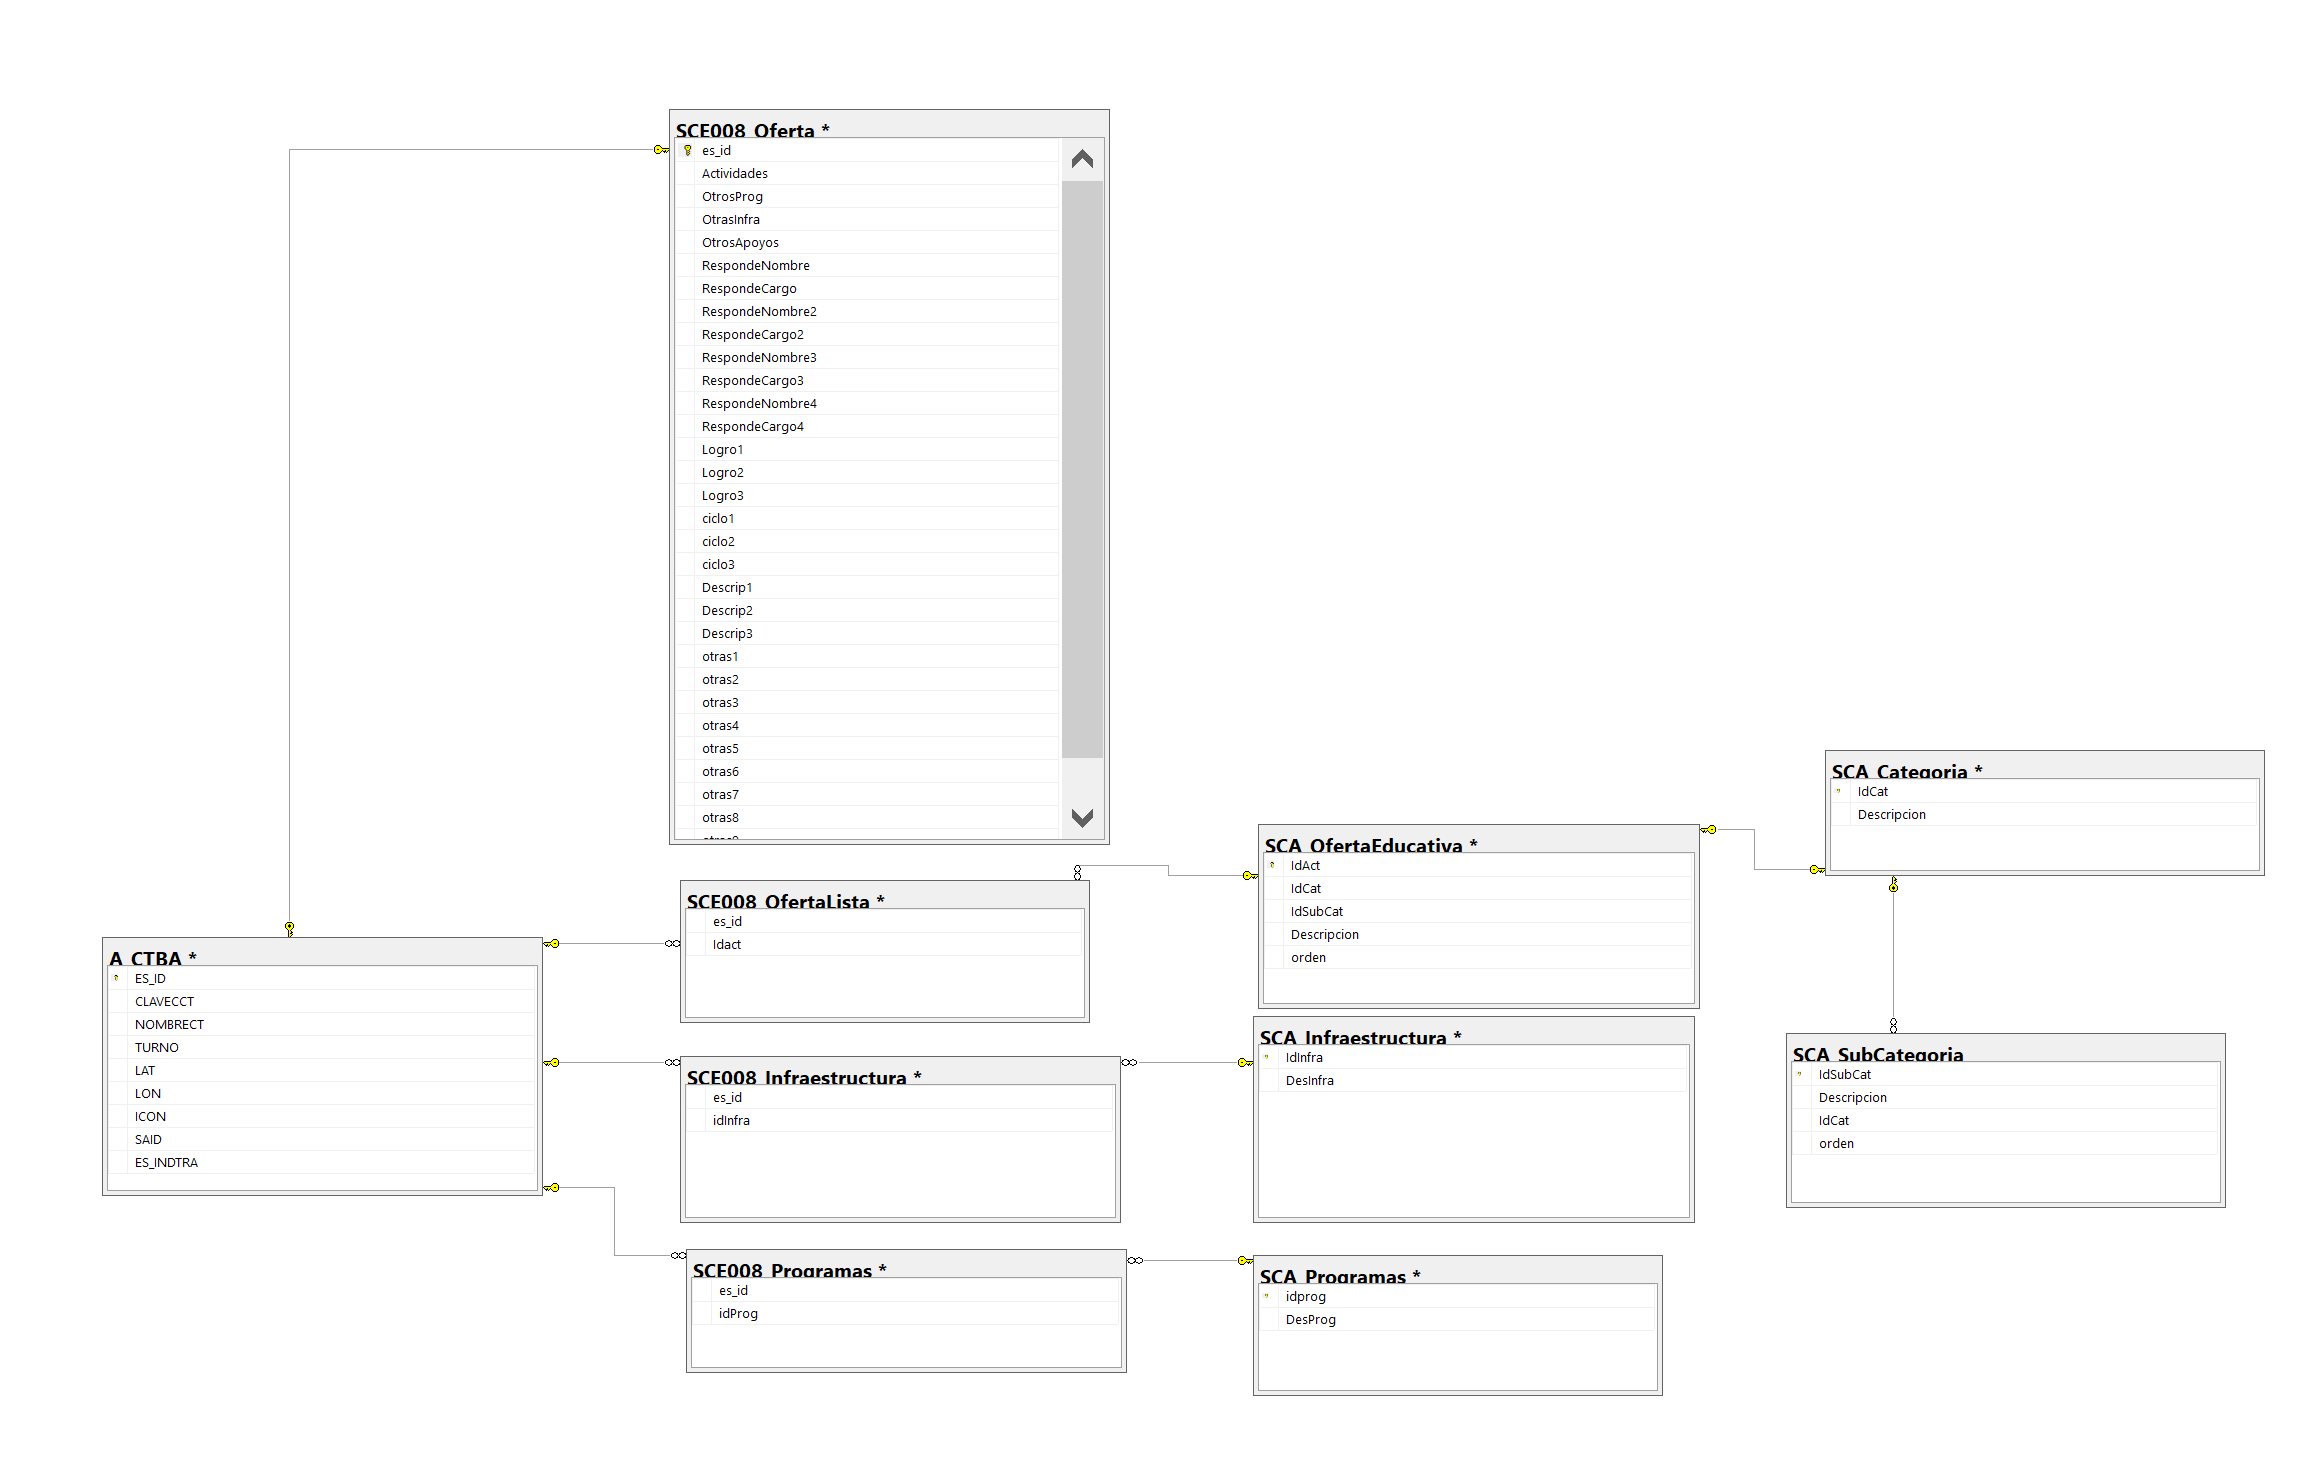 SCE008_Oferta *
es_id
Actividades
OtrosProg
OtrasInfra
OtrosApoyos
RespondeNombre
RespondeCargo
RespondeNombre2
RespondeCargo2
RespondeNombre3
RespondeCargo3
RespondeNombre4
RespondeCargo4
Logro1
Logro2
Logro3
ciclo1
ciclo2
ciclo3
Descrip1
Descrip2
Descrip3
otras1
otras2
otras3
otras4
otras5
otras6
otras7
otras8
SCE008_OfertaLista *
es_id
Idact
A_CTBA *
ES_ID
CLAVECCT
NOMBRECT
TURNO
LAT
LON
ICON
SAID
ES_INDTRA
SCE008_Infraestructura *
es_id
idInfra
SCE008_Programas *
es_id
idProg
SCA_OfertaEducativa *
IdAct
IdCat
IdSubCat
Descripcion
orden
SCA_Infraestructura *
IdInfra
DesInfra
SCA_Programas *
idprog
DesProg
SCA_Categoria *
IdCat
Descripcion
SCA_SubCategoria
IdSubCat
Descripcion
IdCat
orden